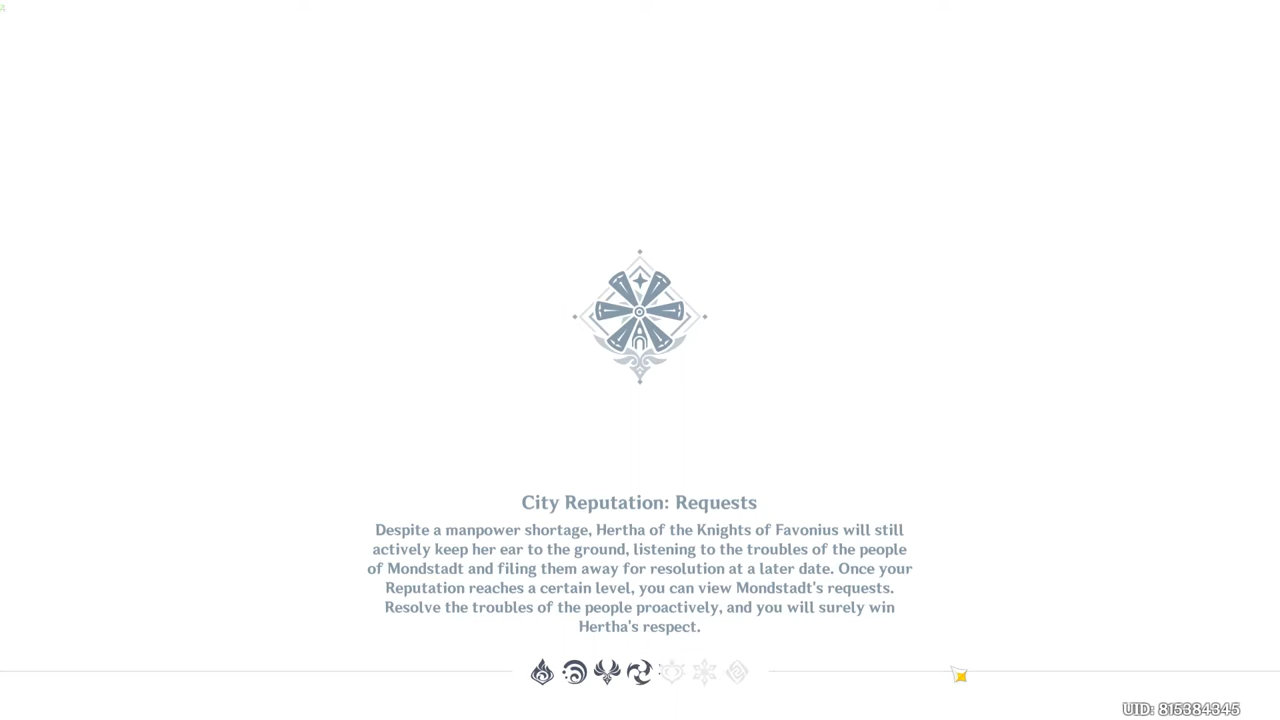 City Reputation: Requests
Despite a manpower shortage, Hertha of the Knights of Favonius will still
actively keep her ear to the ground, listening to the troubles of the people
of Mondstadt and filing them away for resolution at a later date. Once your
Reputation reaches a certain level, you can view Mondstadt's requests.
Resolve the troubles of the people proactively, and you will surely win
Hertha's respect.
UID: 815384345